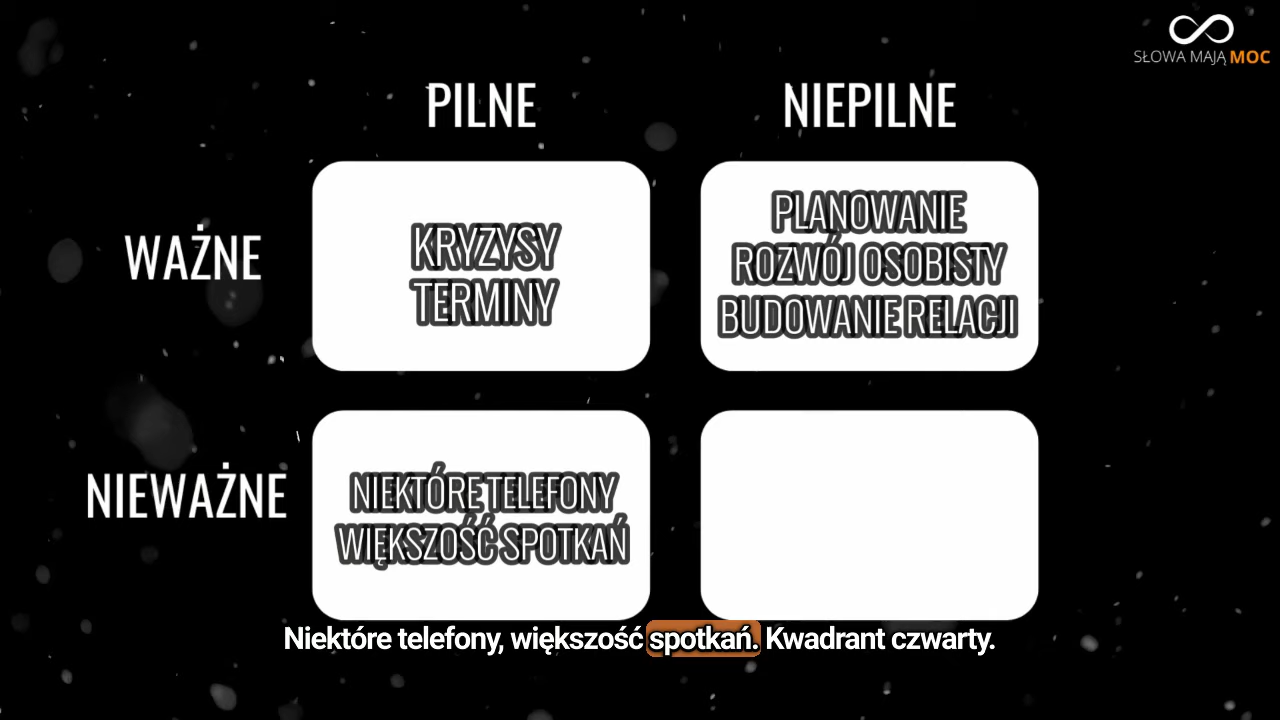 SŁOWA MAJĄ MOC
PILNE
NIEPILNE
WAŻNE
KRYZYSY
TERMINY
PLANOWANIE
ROZWÓJ OSOBISTY
BUDOWANIE RELACJI
NIEWAŻNE
NIEKTÓRE TELEFONY
WIĘKSZOŚĆ SPOTKAŃ
Niektóre telefony, większość spotkań. Kwadrant czwarty.